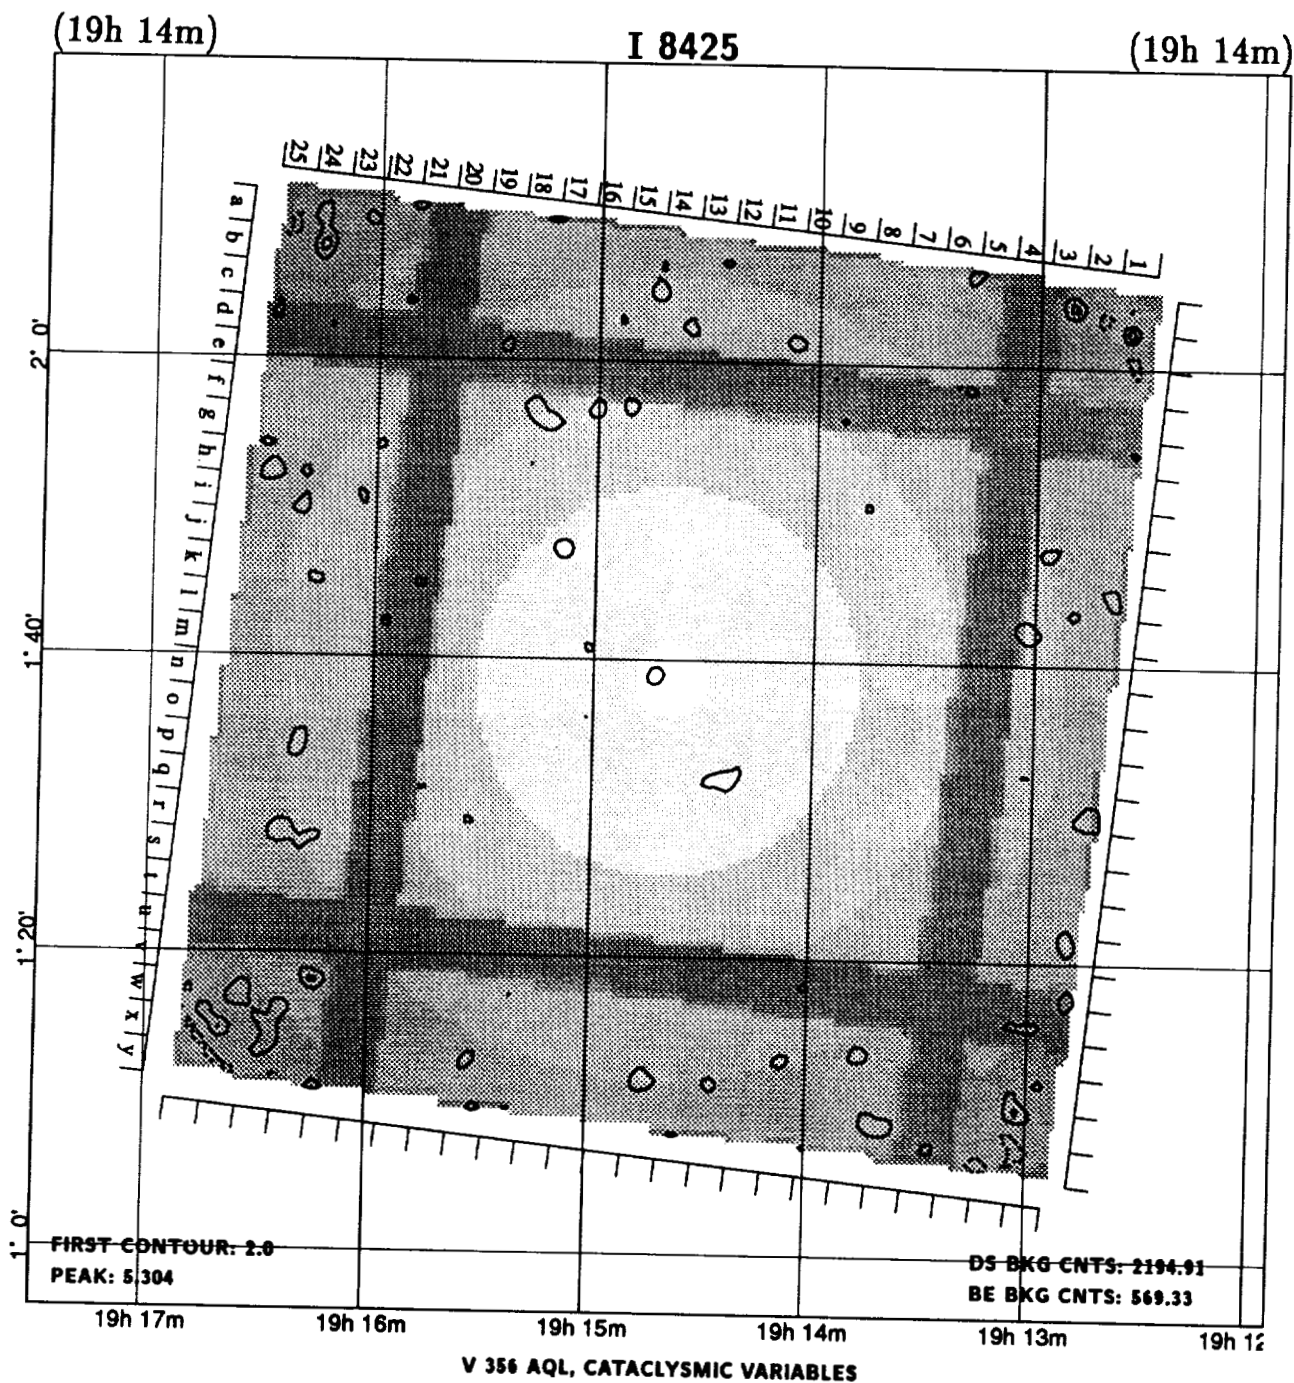 (19h 14m) I 8425 (19h 14m)
25 24 23 22 21 20 19 18 17 16 15 14 13 12 11 10 9 8 7 6 5 4 3 2 1
a b c d e f g h i j k l m n o p q r s t u v w x y
2° 0'
1° 40'
1° 20'
1° 0'
FIRST CONTOUR: 2.0
PEAK: 5.304
DS BKG CNTS: 2194.91
BE BKG CNTS: 569.33
19h 17m 19h 16m 19h 15m 19h 14m 19h 13m 19h 12
V 356 AQL, CATACLYSMIC VARIABLES